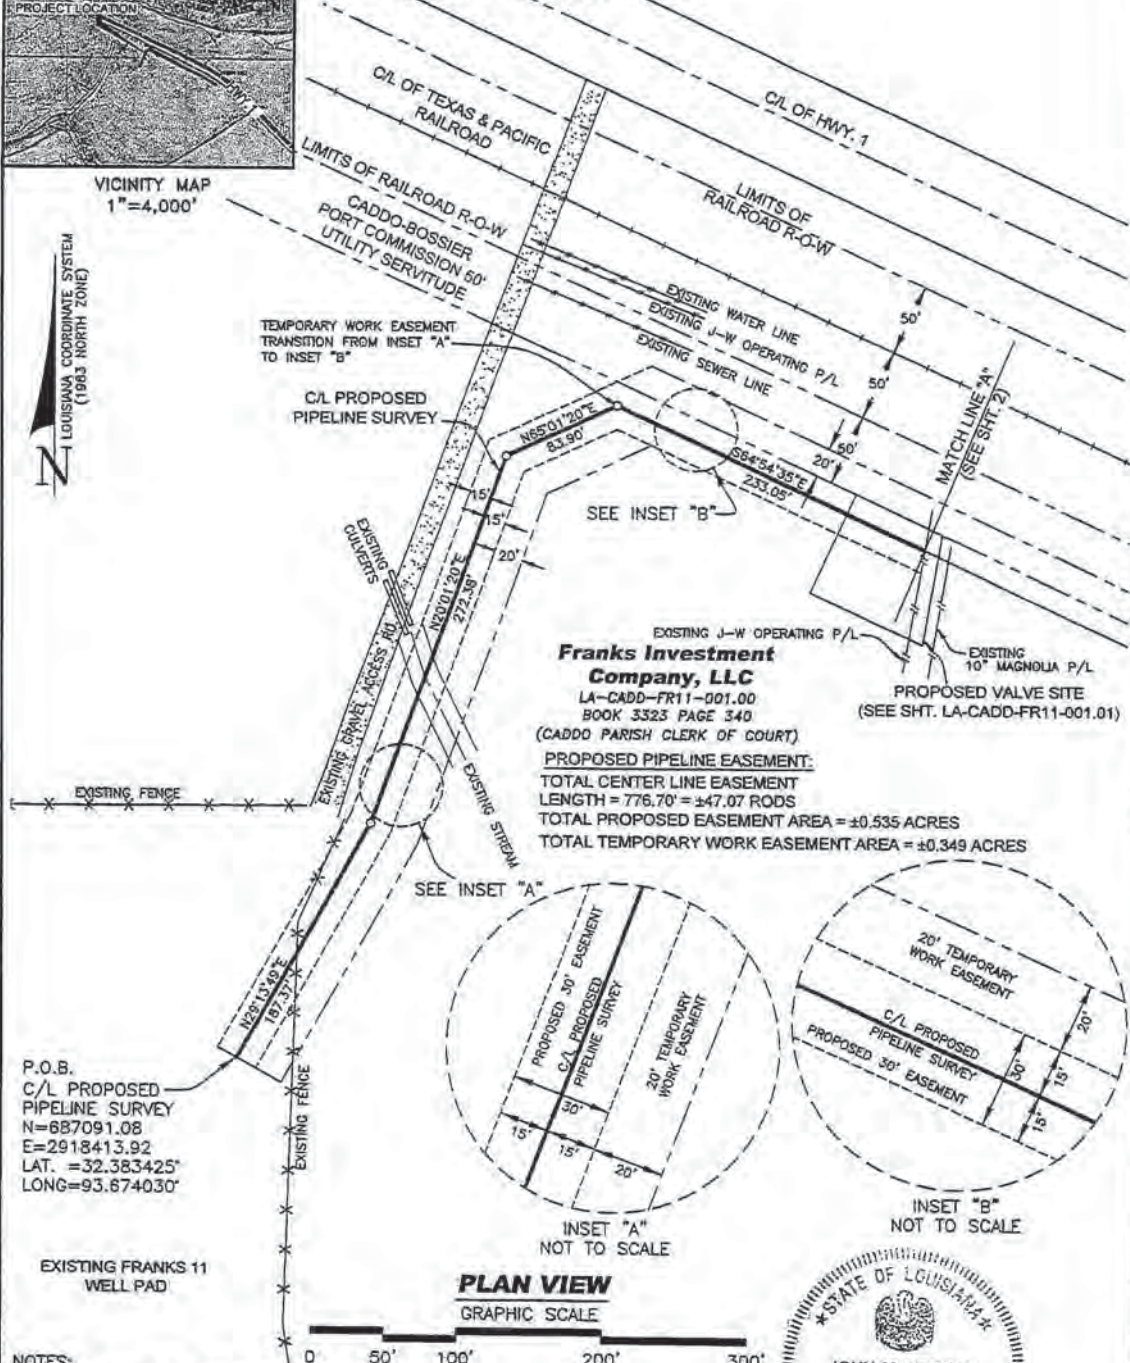 PROJECT LOCATION
VICINITY MAP
1"=4,000'
LOUISIANA COORDINATE SYSTEM
(1983 NORTH ZONE)
N
C/L OF TEXAS & PACIFIC
RAILROAD
C/L OF HWY. 1
LIMITS OF RAILROAD R-O-W
LIMITS OF
RAILROAD R-O-W
CADDO-BOSSIER
PORT COMMISSION 50'
UTILITY SERVITUDE
EXISTING WATER LINE
EXISTING J-W OPERATING P/L
EXISTING SEWER LINE
50'
50'
50'
20'
MATCH LINE "A"
(SEE SHT. 2)
TEMPORARY WORK EASEMENT
TRANSITION FROM INSET "A"
TO INSET "B"
C/L PROPOSED
PIPELINE SURVEY
N65°01'20"E
83.90'
S64°54'35"E
233.05'
SEE INSET "B"
15'
15'
20'
EXISTING
CULVERTS
N20°01'20"E
272.38'
EXISTING GRAVEL ACCESS RD.
EXISTING J-W OPERATING P/L
EXISTING
10" MAGNOLIA P/L
PROPOSED VALVE SITE
(SEE SHT. LA-CADD-FR11-001.01)
Franks Investment
Company, LLC
LA-CADD-FR11-001.00
BOOK 3323 PAGE 340
(CADDO PARISH CLERK OF COURT)
PROPOSED PIPELINE EASEMENT:
TOTAL CENTER LINE EASEMENT
LENGTH = 776.70' = ±47.07 RODS
TOTAL PROPOSED EASEMENT AREA = ±0.535 ACRES
TOTAL TEMPORARY WORK EASEMENT AREA = ±0.349 ACRES
EXISTING FENCE
EXISTING STREAM
SEE INSET "A"
N29°13'49"E
187.37'
P.O.B.
C/L PROPOSED
PIPELINE SURVEY
N=687091.08
E=2918413.92
LAT. =32.383425°
LONG=93.674030°
EXISTING FENCE
PROPOSED 30' EASEMENT
C/L PROPOSED
PIPELINE SURVEY
20' TEMPORARY
WORK EASEMENT
30'
15'
15'
20'
INSET "A"
NOT TO SCALE
20' TEMPORARY
WORK EASEMENT
C/L PROPOSED
PIPELINE SURVEY
PROPOSED 30' EASEMENT
20'
30'
15'
15'
INSET "B"
NOT TO SCALE
EXISTING FRANKS 11
WELL PAD
PLAN VIEW
GRAPHIC SCALE
0 50' 100' 200' 300'
STATE OF LOUISIANA
NOTES: